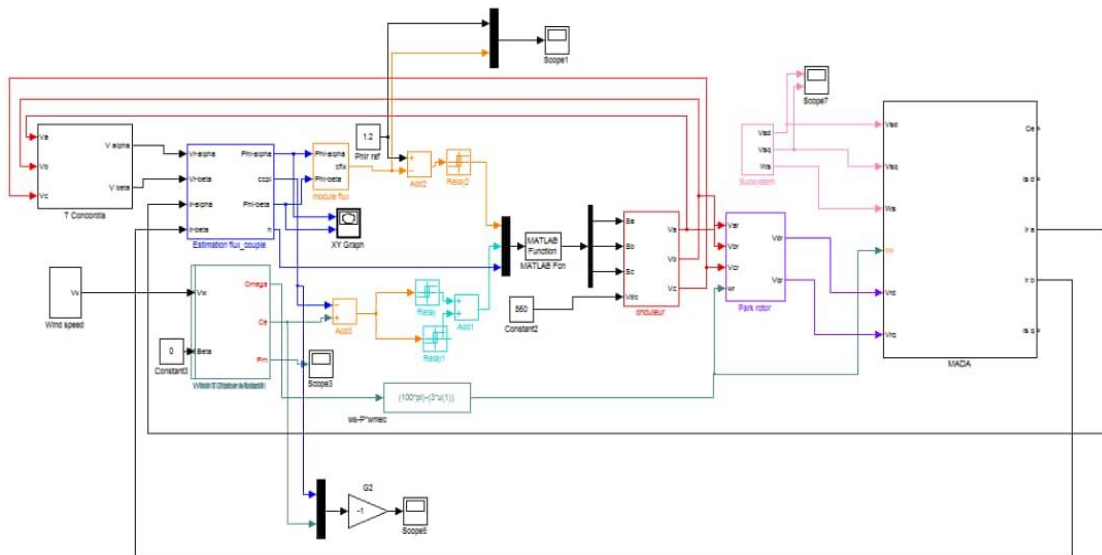 Scope1
Scope7
1.2
Phir ref
Va
Vb
Vc
V alpha
V beta
T Concordia
Vr-alpha
Vr-beta
Ir-alpha
Ir-beta
Phi-alpha
ccpl
Phi-beta
n
Estimation flux_couple
Phi-alpha
Phi-beta
cflx
module flux
+
-
Add2
Relay2
XY Graph
MATLAB
Function
MATLAB Fcn
Sa
Sb
Sc
Vdc
Va
Vb
Vc
onduleur
560
Constant2
Var
Vbr
Vcr
wr
Vdr
Vqr
Park rotor
Vsd
Vsq
Ws
Subsystem
Vsd
Vsq
Ws
wr
Vrd
Vrq
Ce
Is d
Ir a
Ir b
Is q
MADA
Vv
Wind speed
0
Constant3
Vw
Beta
Omega
Ce
Pm
Scope3
-
+
Add3
Relay
Relay1
+
+
Add1
(100*pi)-(3*u(1))
ws-P*wmec
G2
-1
Scope5